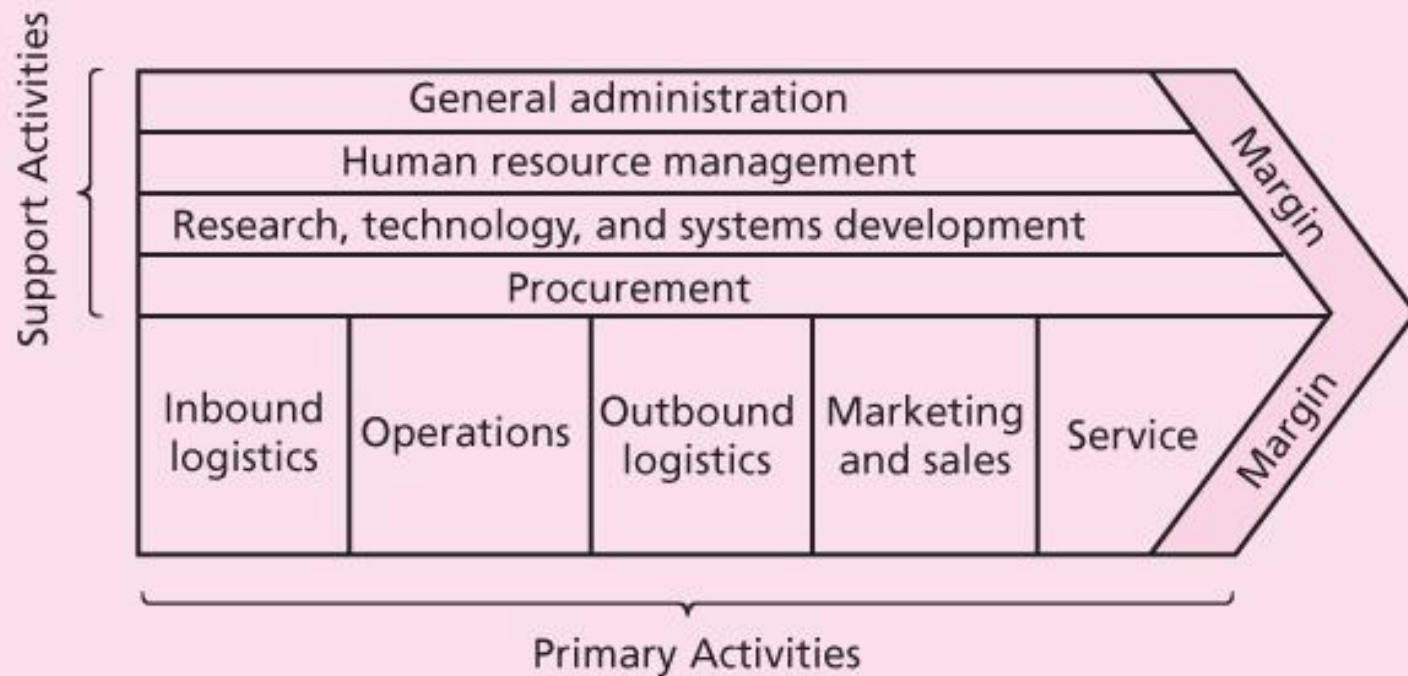 Support Activities
General administration
Human resource management
Research, technology, and systems development
Procurement
Margin
Inbound
logistics
Operations
Outbound
logistics
Marketing
and sales
Service
Margin
Primary Activities